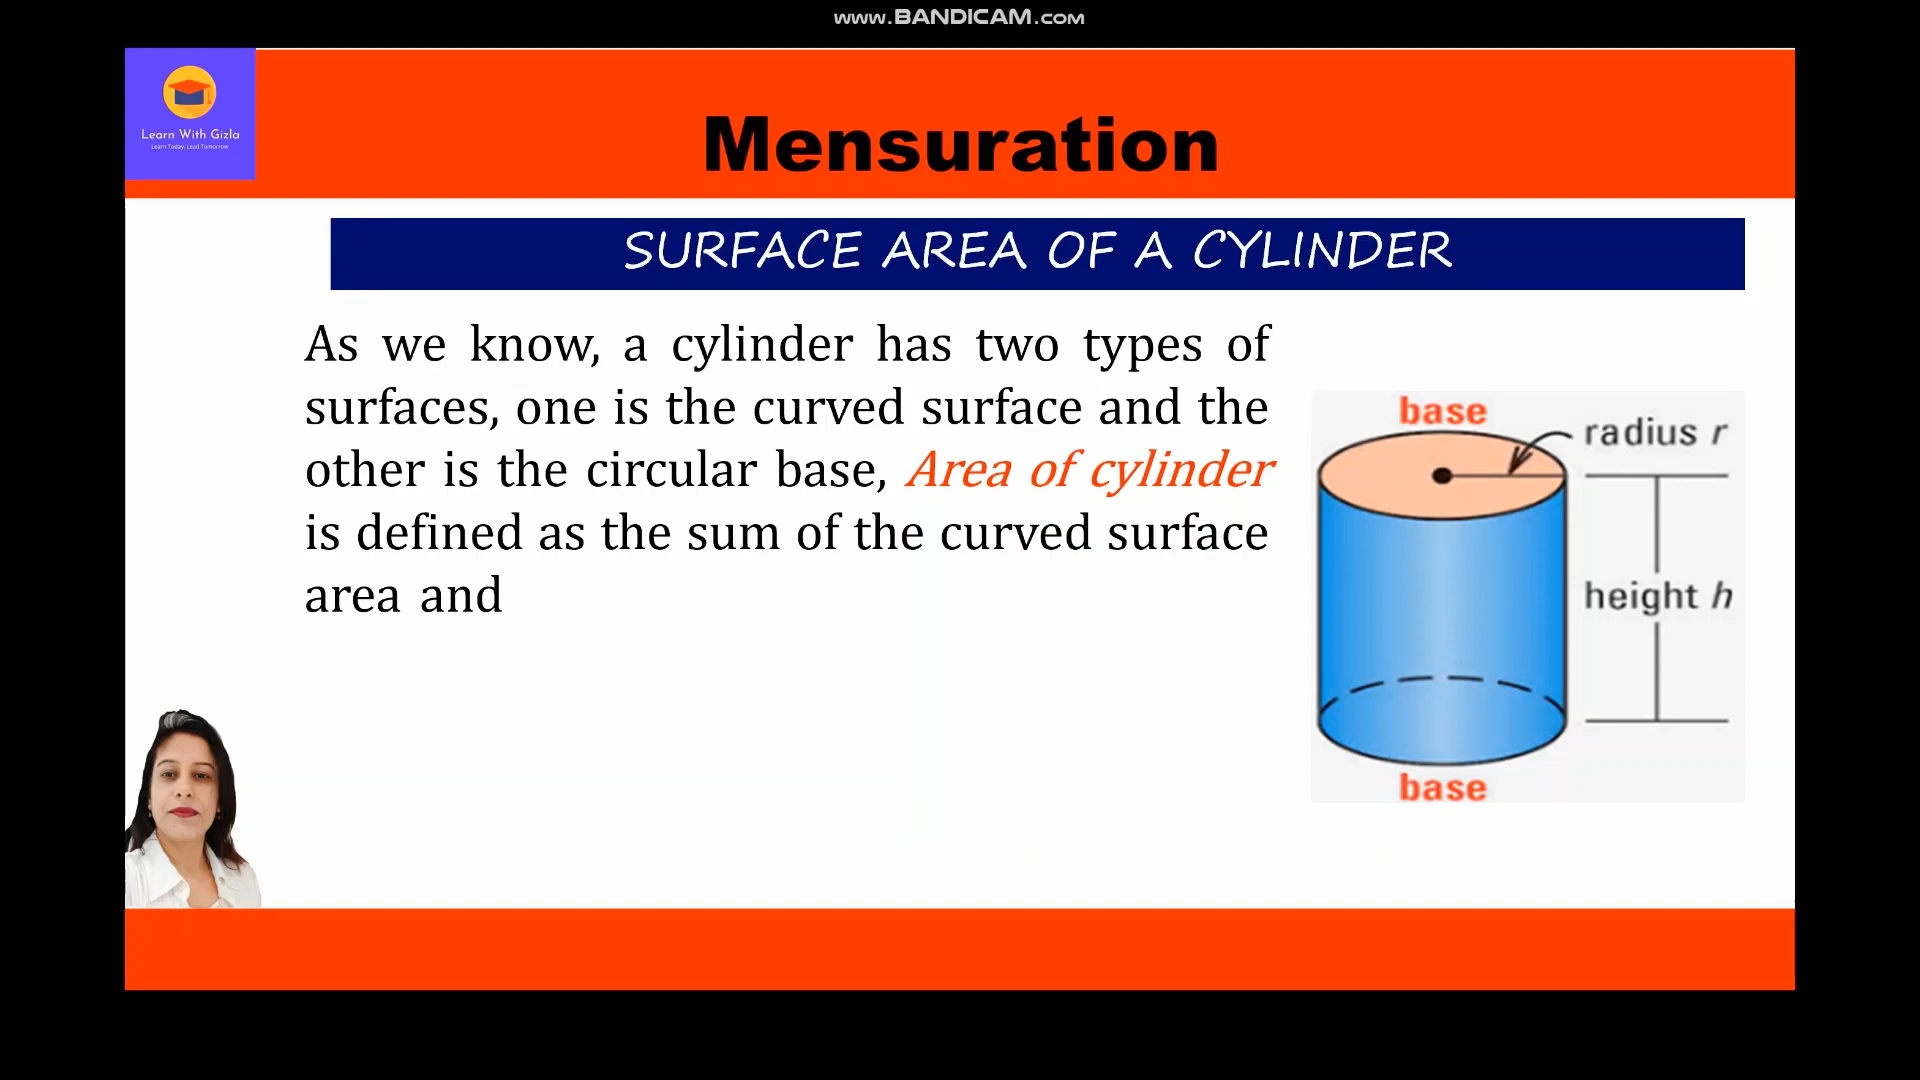 www.BANDICAM.com
Learn With Gizla
Learn Today, Lead Tomorrow
Mensuration
SURFACE AREA OF A CYLINDER
As we know, a cylinder has two types of
surfaces, one is the curved surface and the
other is the circular base, Area of cylinder
is defined as the sum of the curved surface
area and
base
radius r
height h
base